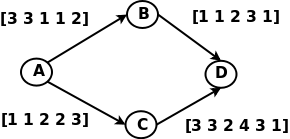 B
[3 3 1 1 2]
[1 1 2 3 1]
A
D
[1 1 2 2 3]
C
[3 3 2 4 3 1]